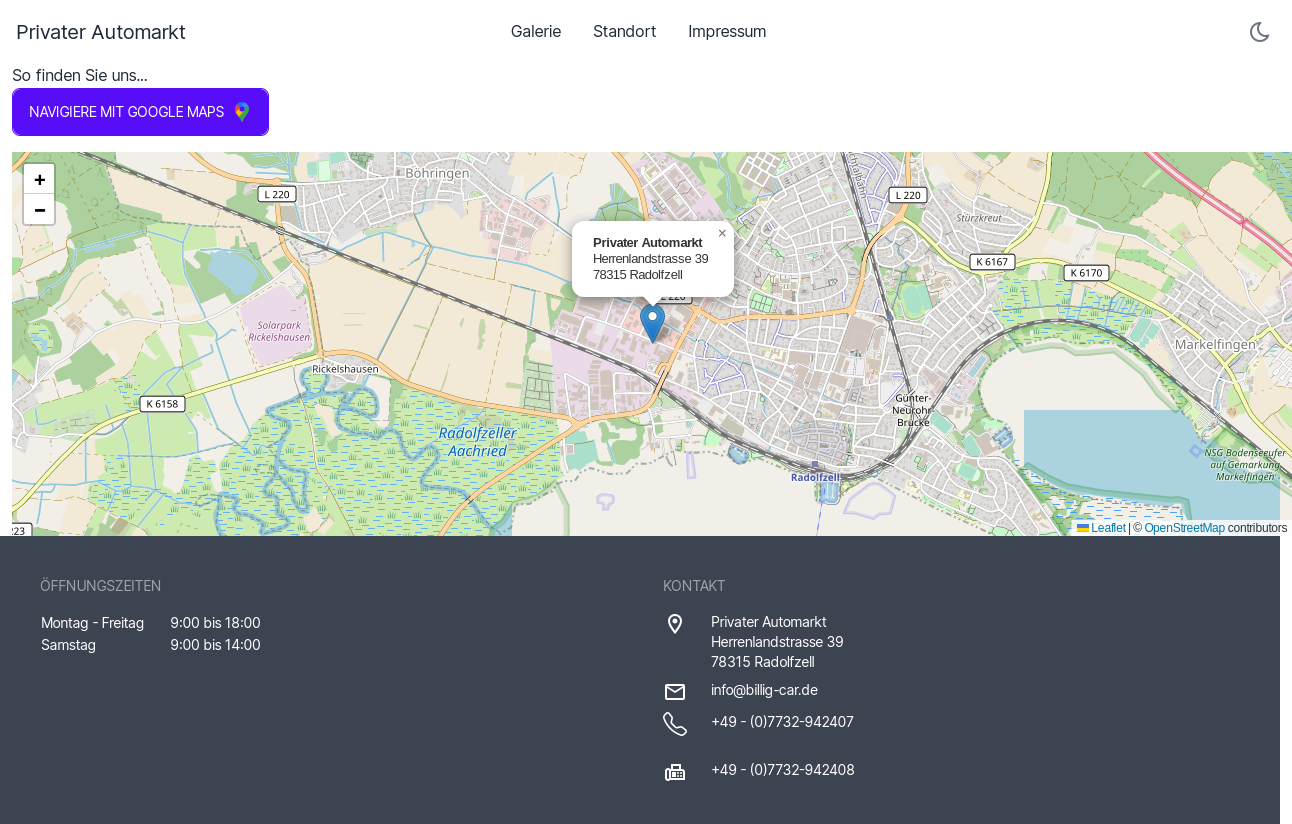 Privater Automarkt
Galerie
Standort
Impressum
So finden Sie uns...
NAVIGIERE MIT GOOGLE MAPS
+
−
Böhringen
L 220
L 220
Stürzkreut
K 6167
K 6170
×
Privater Automarkt
Herrenlandstrasse 39
78315 Radolfzell
Solarpark
Rickelshausen
Rickelshausen
Markelfingen
K 6158
Günter-
Neurohr-
Brücke
Radolfzeller
Aachried
Radolfzell
NSG Bodenseeufer
auf Gemarkung
Markelfingen
Leaflet | © OpenStreetMap contributors
ÖFFNUNGSZEITEN
Montag - Freitag 9:00 bis 18:00
Samstag 9:00 bis 14:00
KONTAKT
Privater Automarkt
Herrenlandstrasse 39
78315 Radolfzell
info@billig-car.de
+49 - (0)7732-942407
+49 - (0)7732-942408